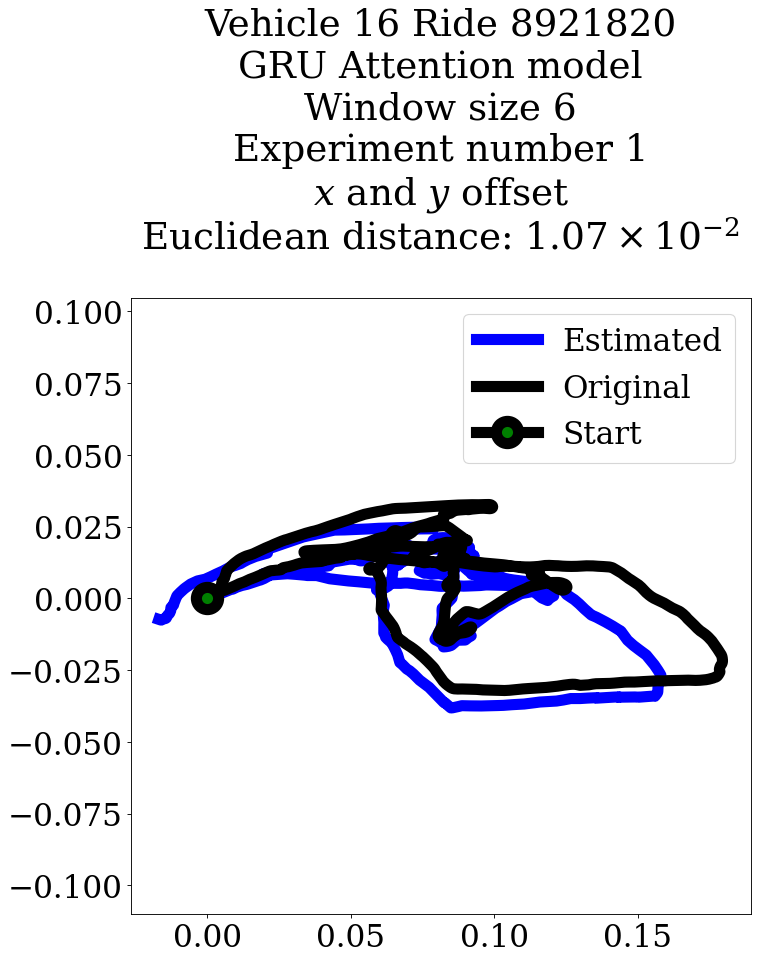 Vehicle 16 Ride 8921820
GRU Attention model
Window size 6
Experiment number 1
x and y offset
Euclidean distance: 1.07 × 10⁻²
0.100
0.075
0.050
0.025
0.000
−0.025
−0.050
−0.075
−0.100
Estimated
Original
Start
0.00 0.05 0.10 0.15